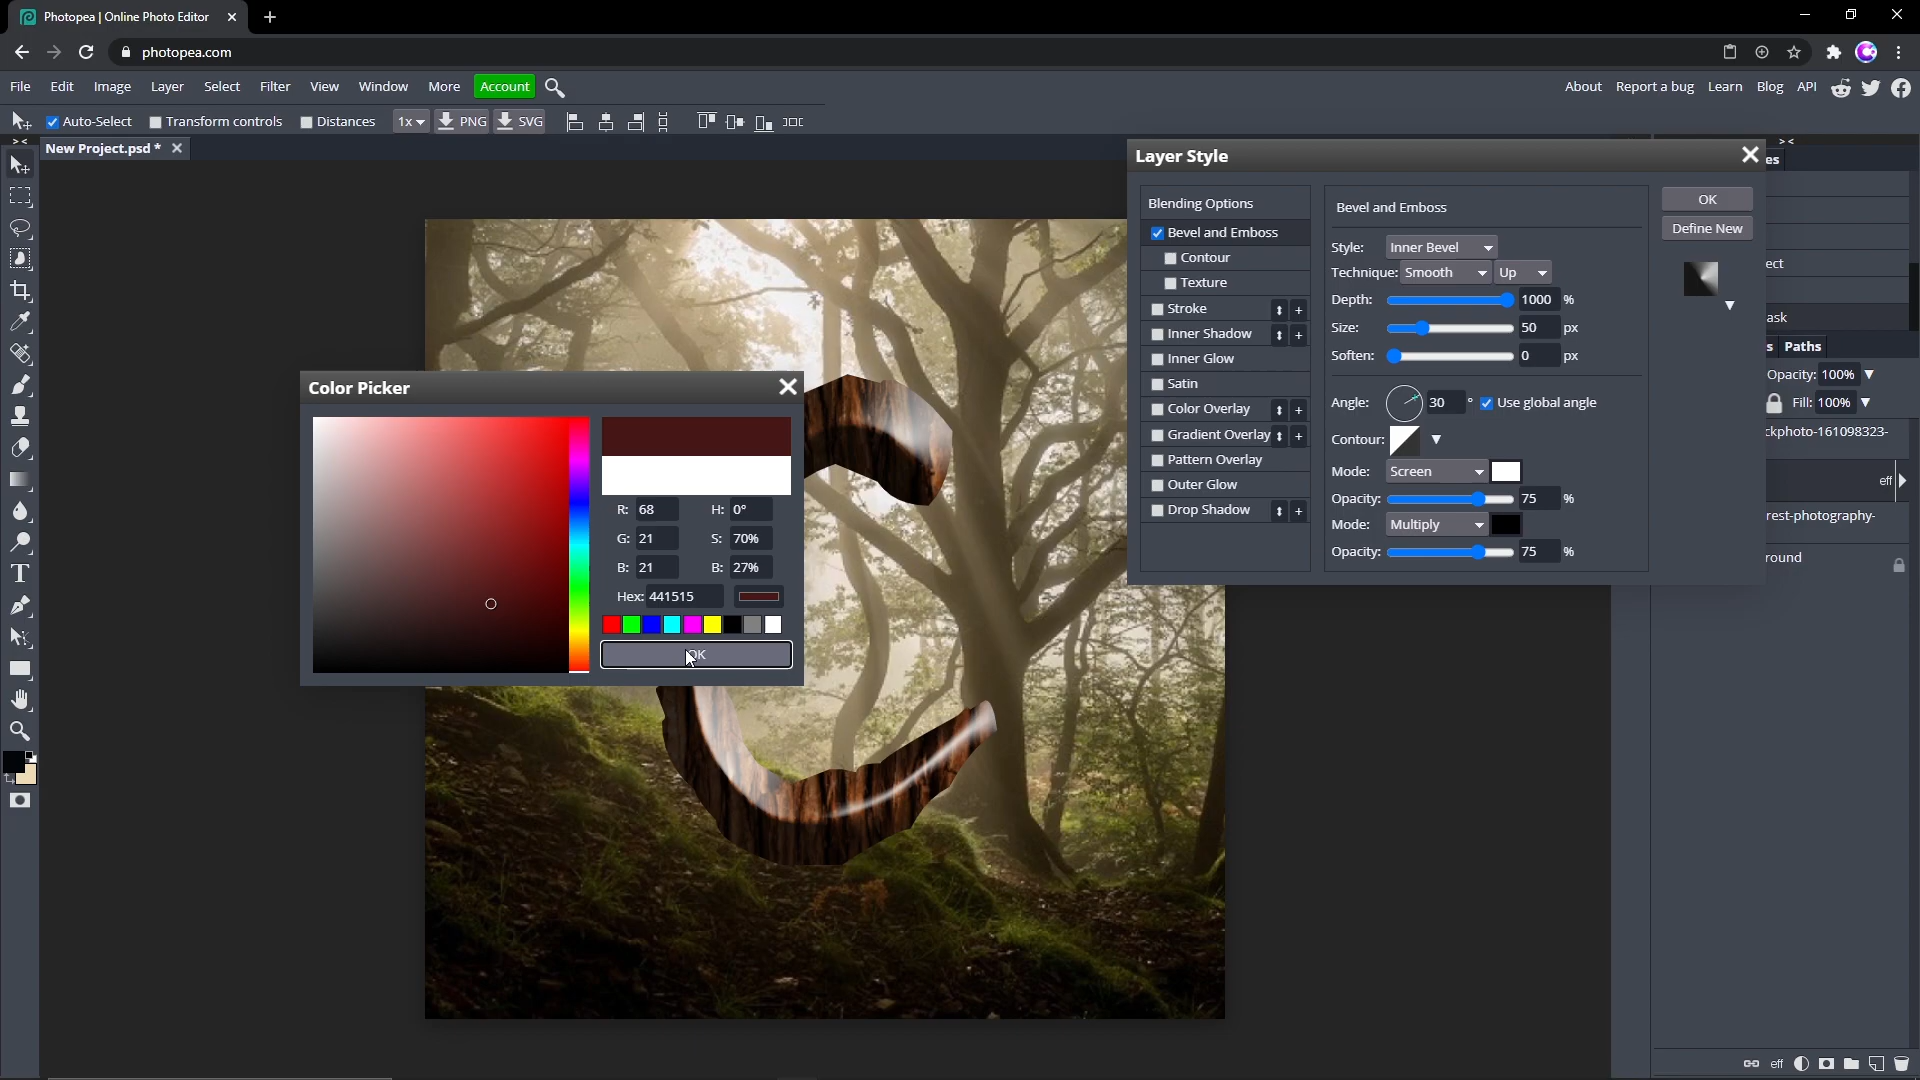 Photopea | Online Photo Editor
photopea.com
File Edit Image Layer Select Filter View Window More Account
About Report a bug Learn Blog API
Auto-Select Transform controls Distances 1x PNG SVG
New Project.psd *
Layer Style
es
Blending Options
Bevel and Emboss
Contour
Texture
Stroke
Inner Shadow
Inner Glow
Satin
Color Overlay
Gradient Overlay
Pattern Overlay
Outer Glow
Drop Shadow
Bevel and Emboss
Style: Inner Bevel
Technique: Smooth Up
Depth: 1000 %
Size: 50 px
Soften: 0 px
Angle: 30 ° Use global angle
Contour:
Mode: Screen
Opacity: 75 %
Mode: Multiply
Opacity: 75 %
OK
Define New
ect
ask
s Paths
Opacity: 100%
Fill: 100%
ckphoto-161098323-
eff
rest-photography-
round
Color Picker
R: 68 H: 0°
G: 21 S: 70%
B: 21 B: 27%
Hex: 441515
OK
eff